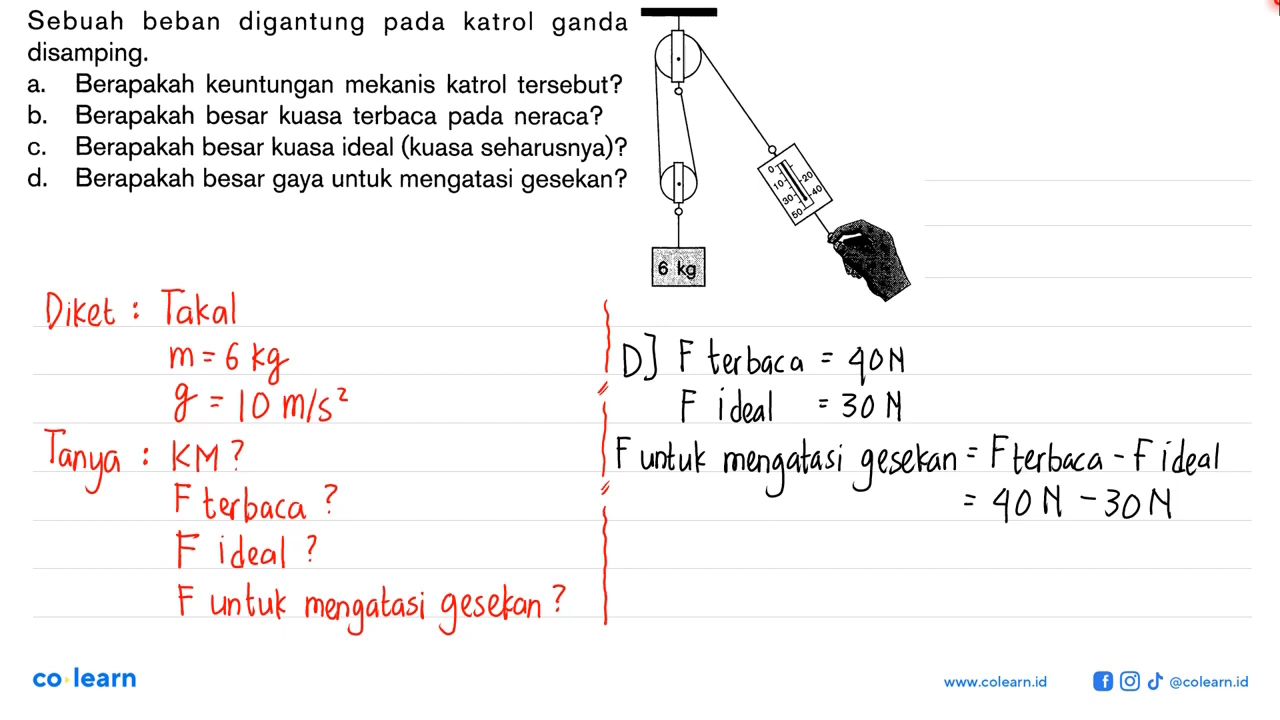 Sebuah beban digantung pada katrol ganda
disamping.
a. Berapakah keuntungan mekanis katrol tersebut?
b. Berapakah besar kuasa terbaca pada neraca?
c. Berapakah besar kuasa ideal (kuasa seharusnya)?
d. Berapakah besar gaya untuk mengatasi gesekan?
0
10
20
30
40
50
6 kg
Diket : Takal
m = 6 kg
g = 10 m/s²
Tanya : KM ?
F terbaca ?
F ideal ?
F untuk mengatasi gesekan ?
D] F terbaca = 40 N
F ideal = 30 N
F untuk mengatasi gesekan = F terbaca - F ideal
= 40 N - 30 N
co learn
www.colearn.id
@colearn.id